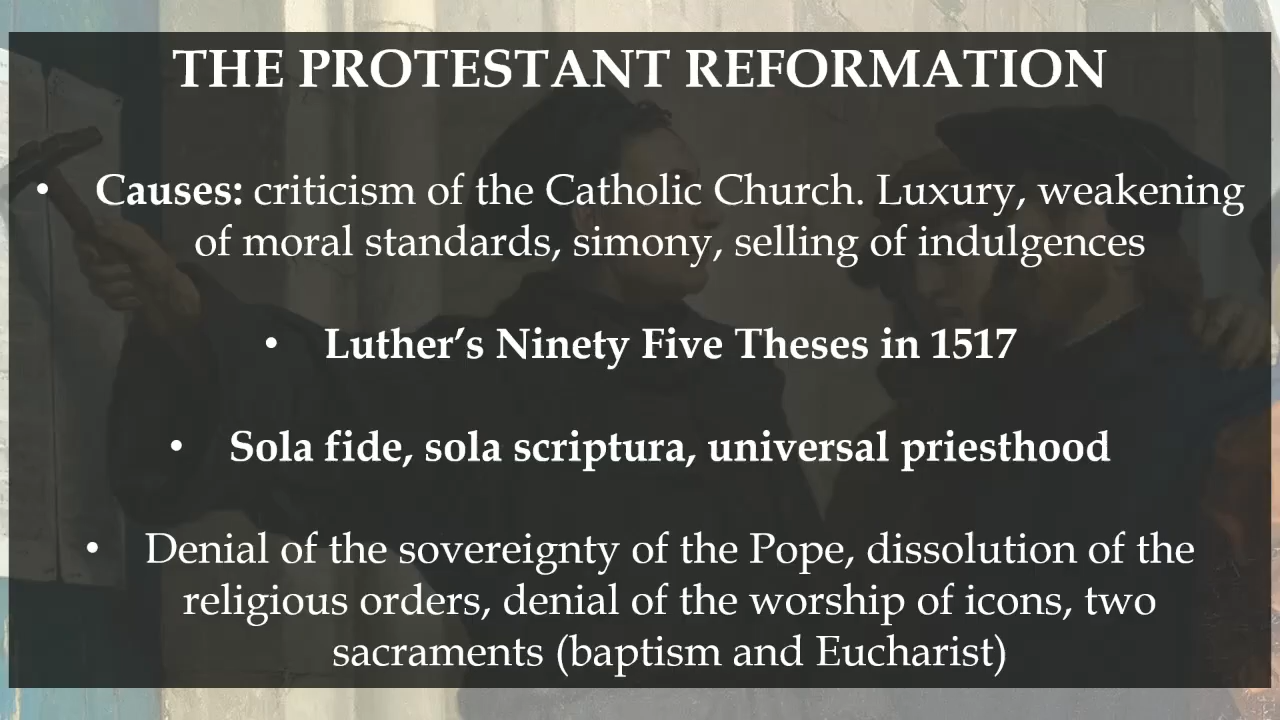 THE PROTESTANT REFORMATION
• Causes: criticism of the Catholic Church. Luxury, weakening
of moral standards, simony, selling of indulgences
• Luther’s Ninety Five Theses in 1517
• Sola fide, sola scriptura, universal priesthood
• Denial of the sovereignty of the Pope, dissolution of the
religious orders, denial of the worship of icons, two
sacraments (baptism and Eucharist)